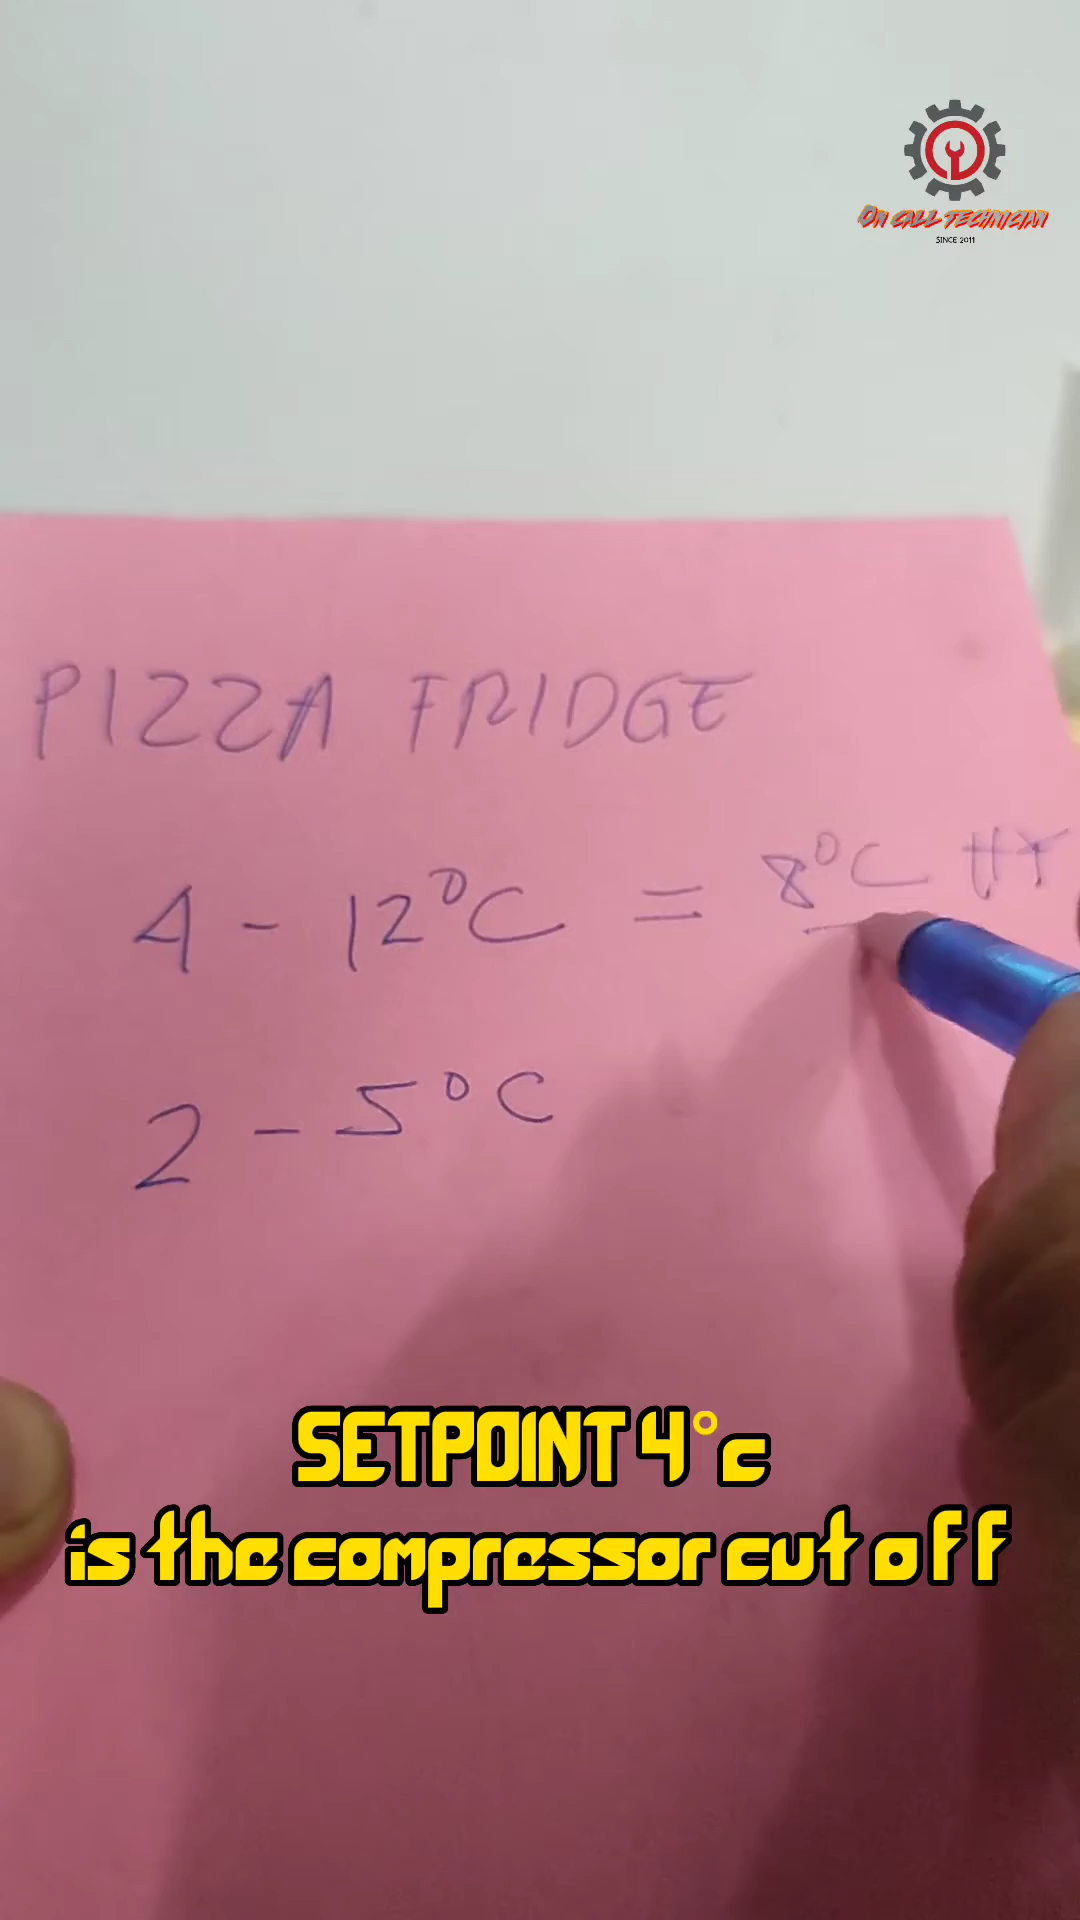 On call technician
SINCE 2011
PIZZA FRIDGE
4 - 12°C = 8°C
2 - 5°C
SETPOINT 4°c
is the compressor cut off